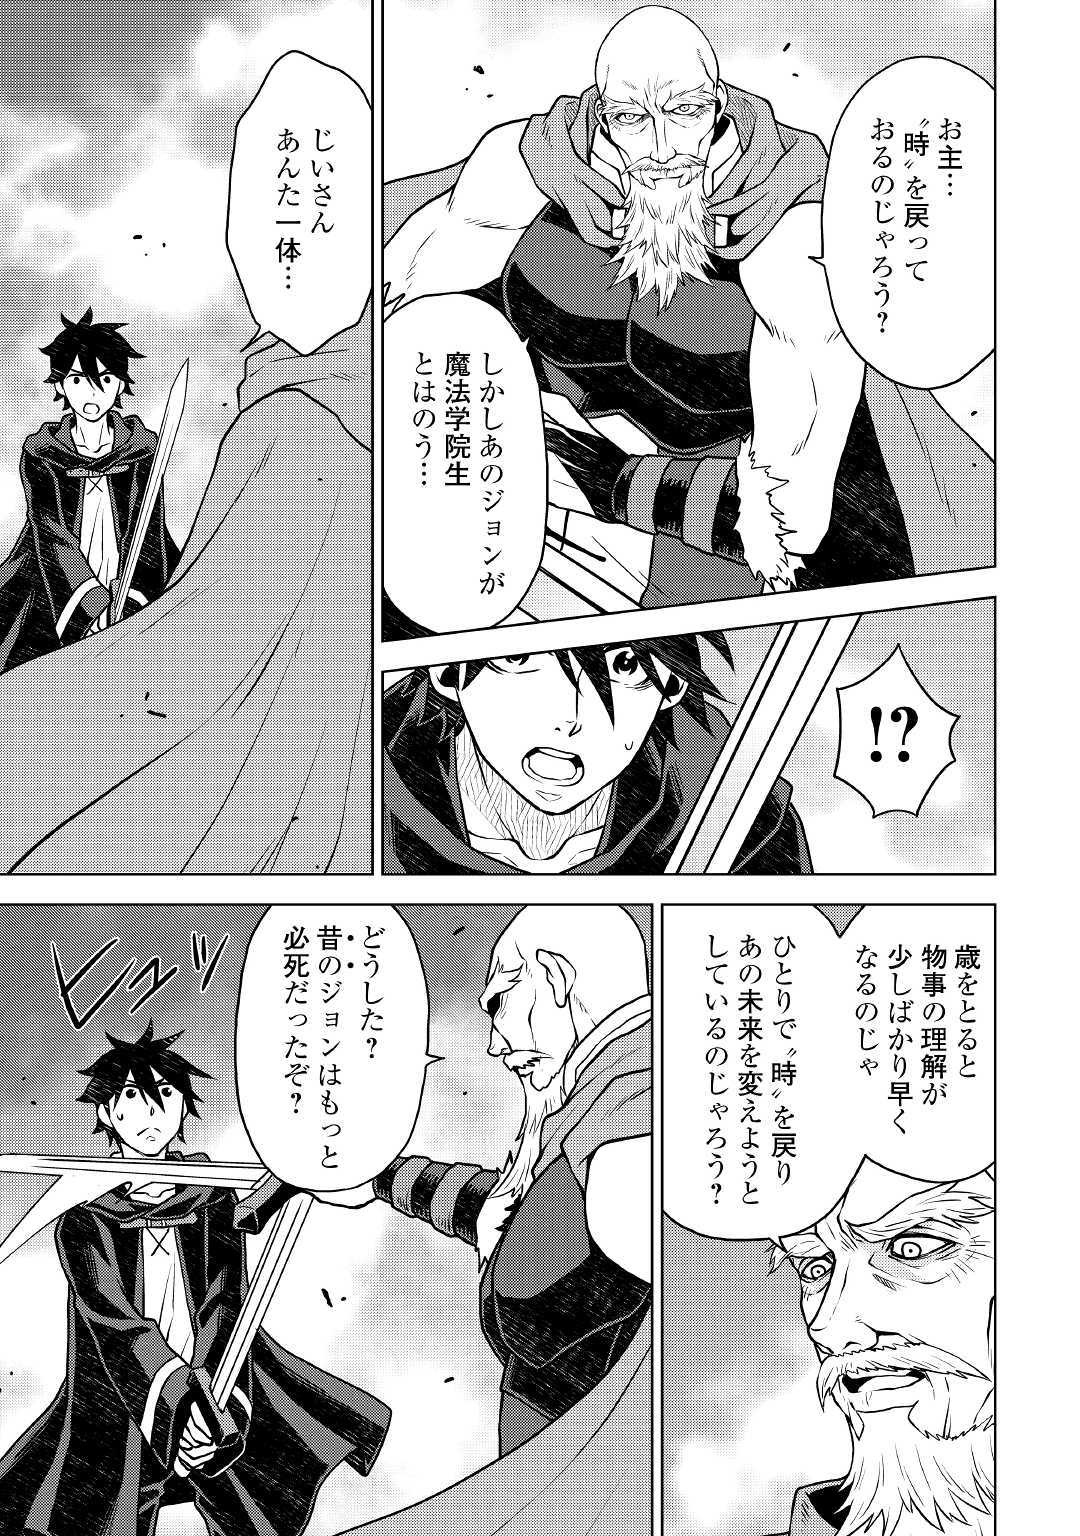 お主…
〝時〟を戻って
おるのじゃろう?
しかしあのジョンが
魔法学院生
とはのう…
!?
じいさん
あんた一体…
歳をとると
物事の理解が
少しばかり早く
なるのじゃ
ひとりで〝時〟を戻り
あの未来を変えようと
しているのじゃろう?
どうした?
昔のジョンはもっと
必死だったぞ?
ヒュッ